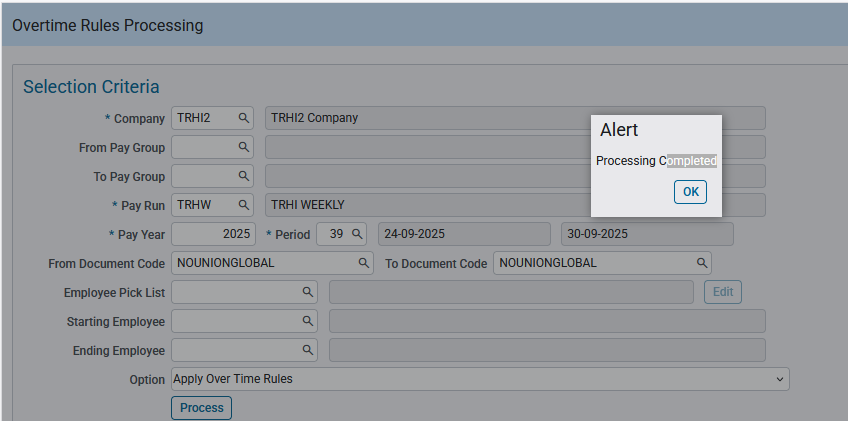 Overtime Rules Processing
Selection Criteria
* Company TRHI2 TRHI2 Company
From Pay Group
To Pay Group
* Pay Run TRHW TRHI WEEKLY
* Pay Year 2025 * Period 39 24-09-2025 30-09-2025
From Document Code NOUNIONGLOBAL To Document Code NOUNIONGLOBAL
Employee Pick List Edit
Starting Employee
Ending Employee
Option Apply Over Time Rules
Process
Alert
Processing Completed
OK